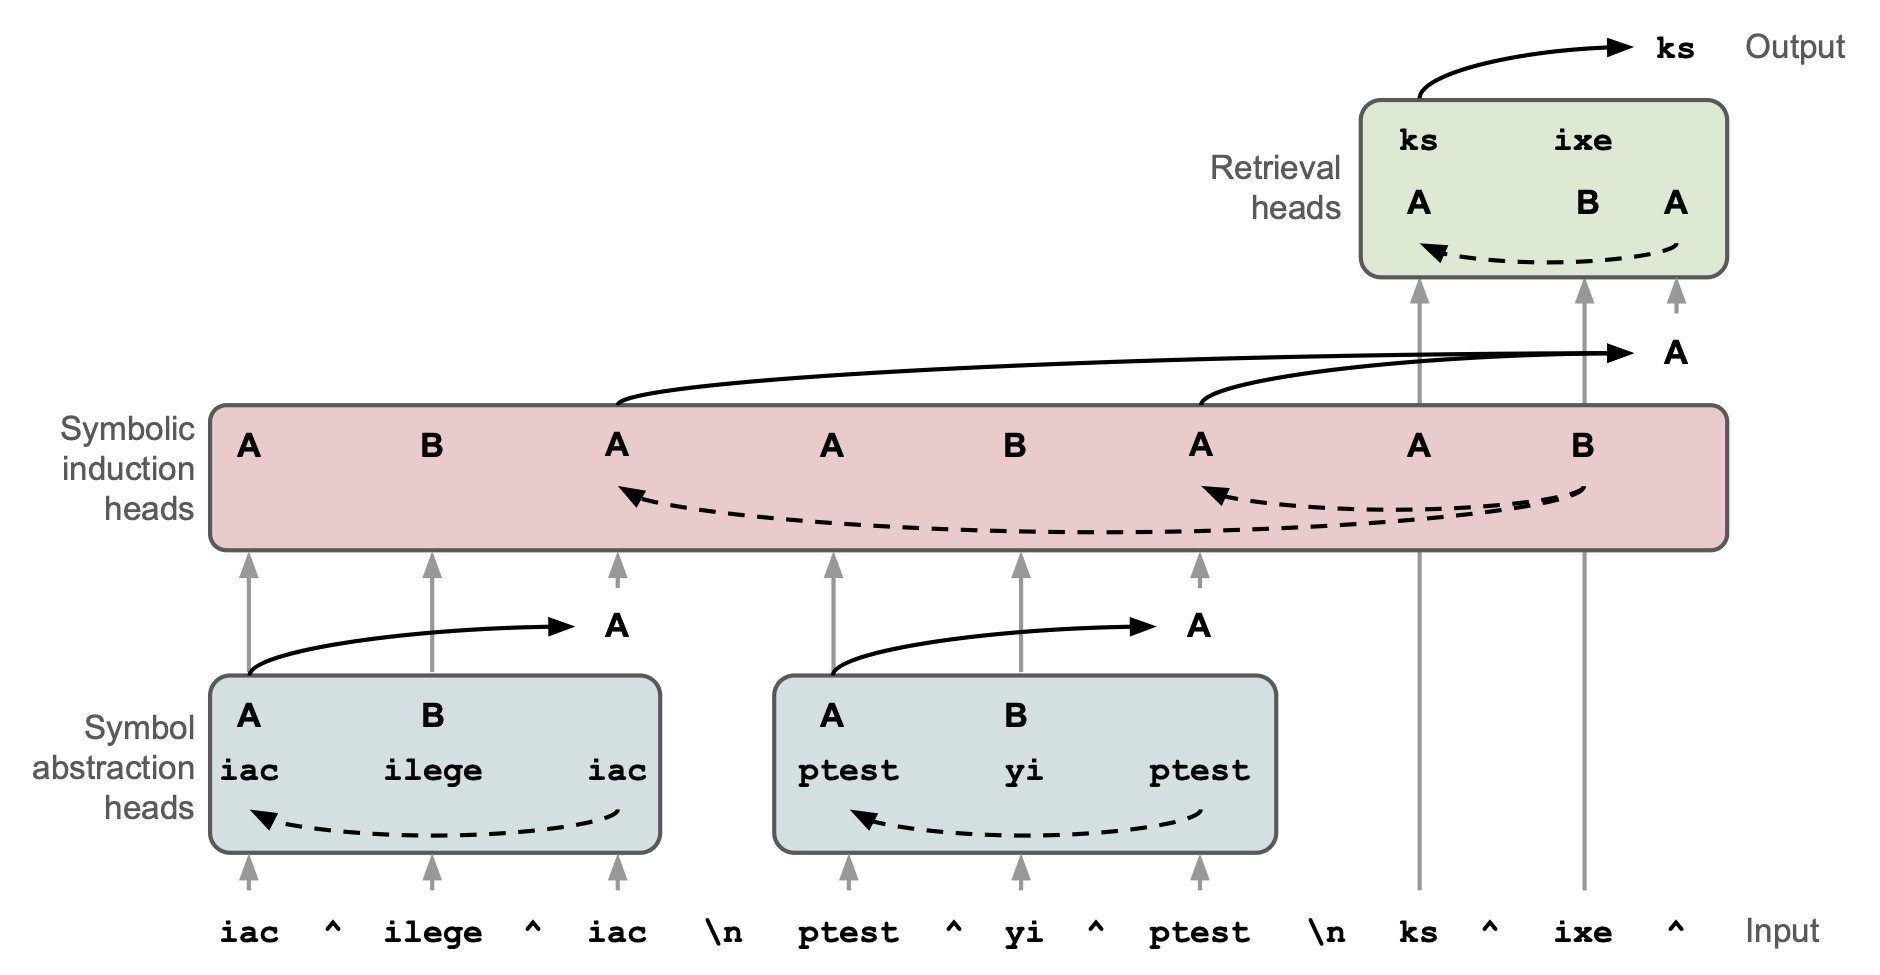 ks Output
ks ixe
Retrieval
heads
A B A
A
Symbolic
induction
heads
A B A A B A A B
A A
Symbol
abstraction
heads
A B A B
iac ilege iac ptest yi ptest
iac ^ ilege ^ iac \n ptest ^ yi ^ ptest \n ks ^ ixe ^ Input